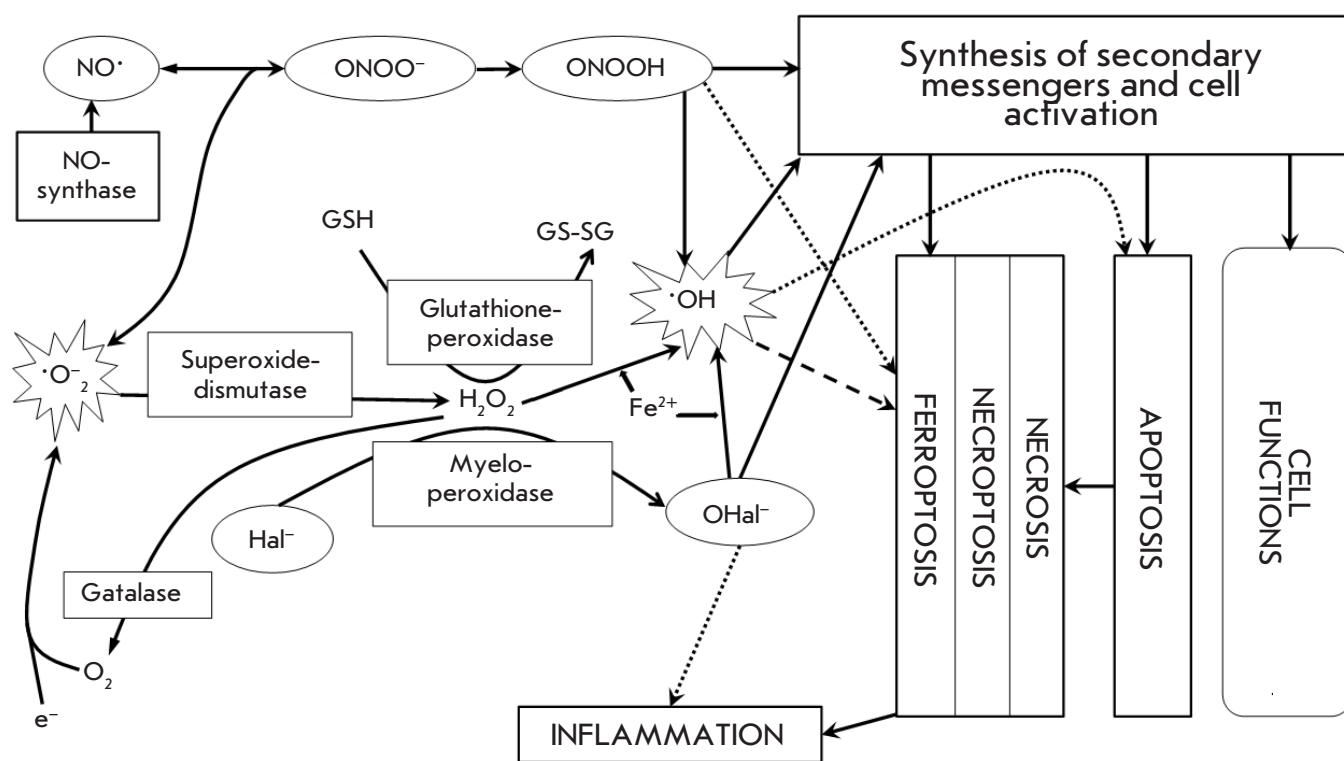 NO•
ONOO⁻
ONOOH
Synthesis of secondary
messengers and cell
activation
NO-
synthase
GSH
GS-SG
•OH
Glutathione-
peroxidase
•O⁻₂
Superoxide-
dismutase
H₂O₂
Fe²⁺
Myelo-
peroxidase
Hal⁻
OHal⁻
Gatalase
O₂
e⁻
FERROPTOSIS
NECROPTOSIS
NECROSIS
APOPTOSIS
CELL
FUNCTIONS
INFLAMMATION